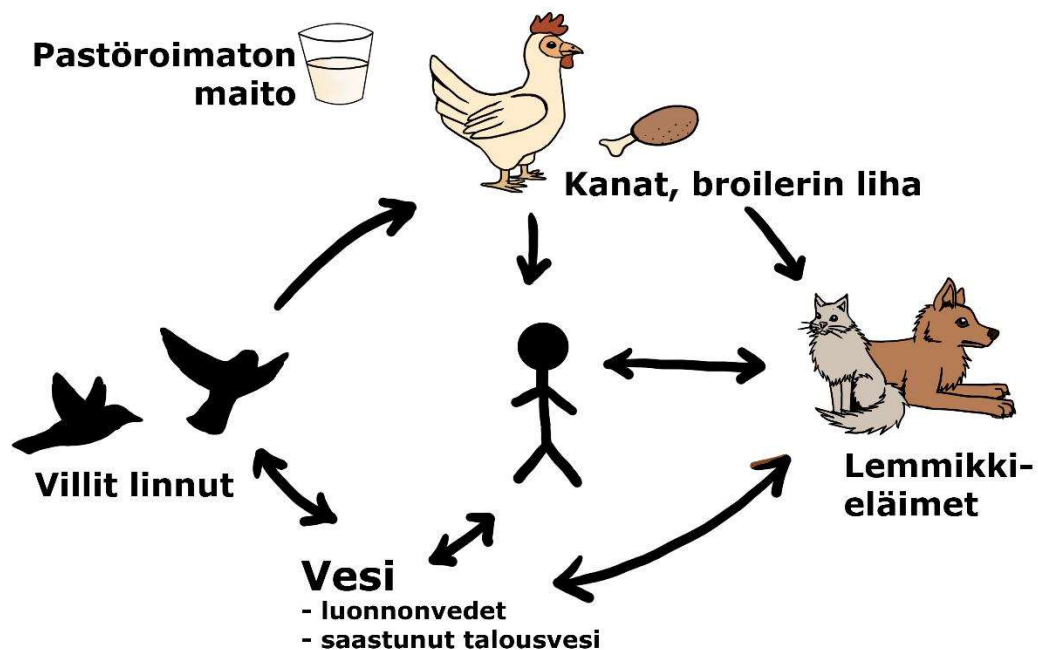 Pastöroimaton
maito
Kanat, broilerin liha
Villit linnut
Lemmikki-
eläimet
Vesi
- luonnonvedet
- saastunut talousvesi